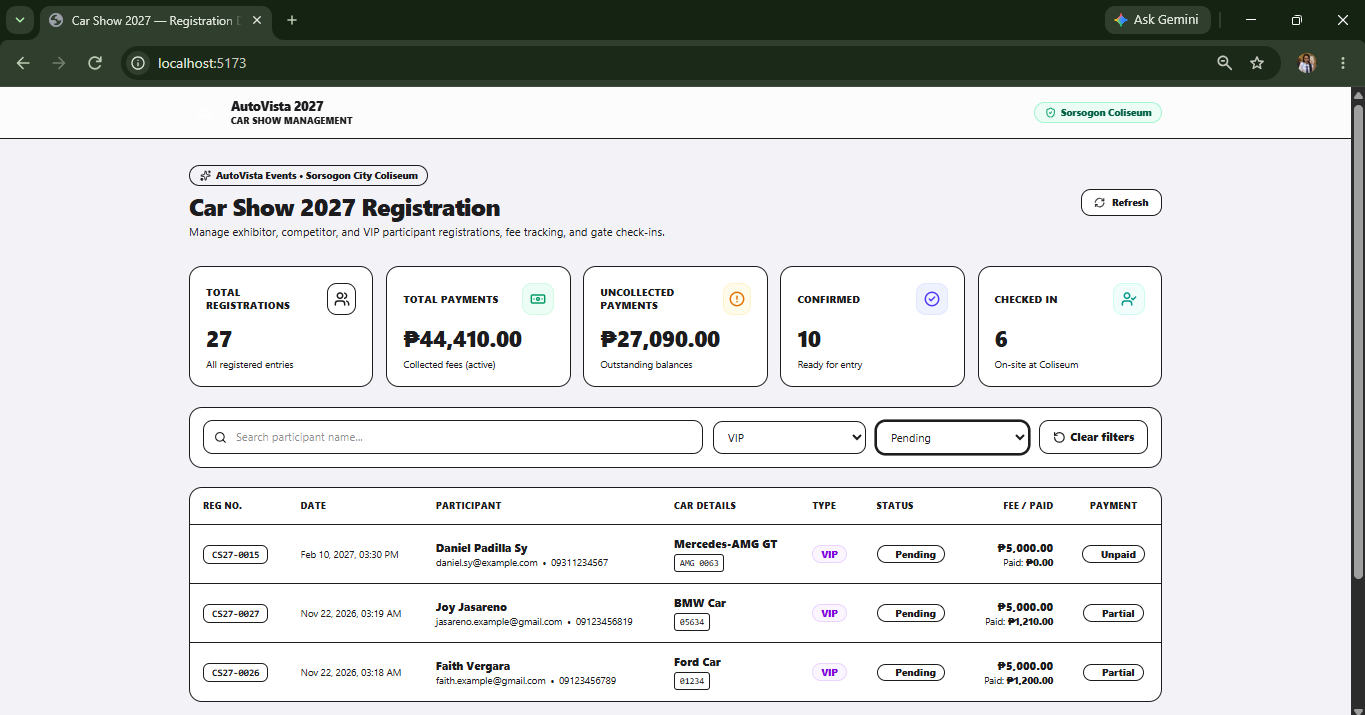 Car Show 2027 — Registration
Ask Gemini
localhost:5173
AutoVista 2027
CAR SHOW MANAGEMENT
Sorsogon Coliseum
AutoVista Events • Sorsogon City Coliseum
Car Show 2027 Registration
Manage exhibitor, competitor, and VIP participant registrations, fee tracking, and gate check-ins.
Refresh
TOTAL
REGISTRATIONS
27
All registered entries
TOTAL PAYMENTS
₱44,410.00
Collected fees (active)
UNCOLLECTED
PAYMENTS
₱27,090.00
Outstanding balances
CONFIRMED
10
Ready for entry
CHECKED IN
6
On-site at Coliseum
Search participant name...
VIP
Pending
Clear filters
REG NO. DATE PARTICIPANT CAR DETAILS TYPE STATUS FEE / PAID PAYMENT
CS27-0015
Feb 10, 2027, 03:30 PM
Daniel Padilla Sy
daniel.sy@example.com • 09311234567
Mercedes-AMG GT
AMG 0063
VIP
Pending
₱5,000.00
Paid: ₱0.00
Unpaid
CS27-0027
Nov 22, 2026, 03:19 AM
Joy Jasareno
jasareno.example@gmail.com • 09123456819
BMW Car
05634
VIP
Pending
₱5,000.00
Paid: ₱1,210.00
Partial
CS27-0026
Nov 22, 2026, 03:18 AM
Faith Vergara
faith.example@gmail.com • 09123456789
Ford Car
01234
VIP
Pending
₱5,000.00
Paid: ₱1,200.00
Partial